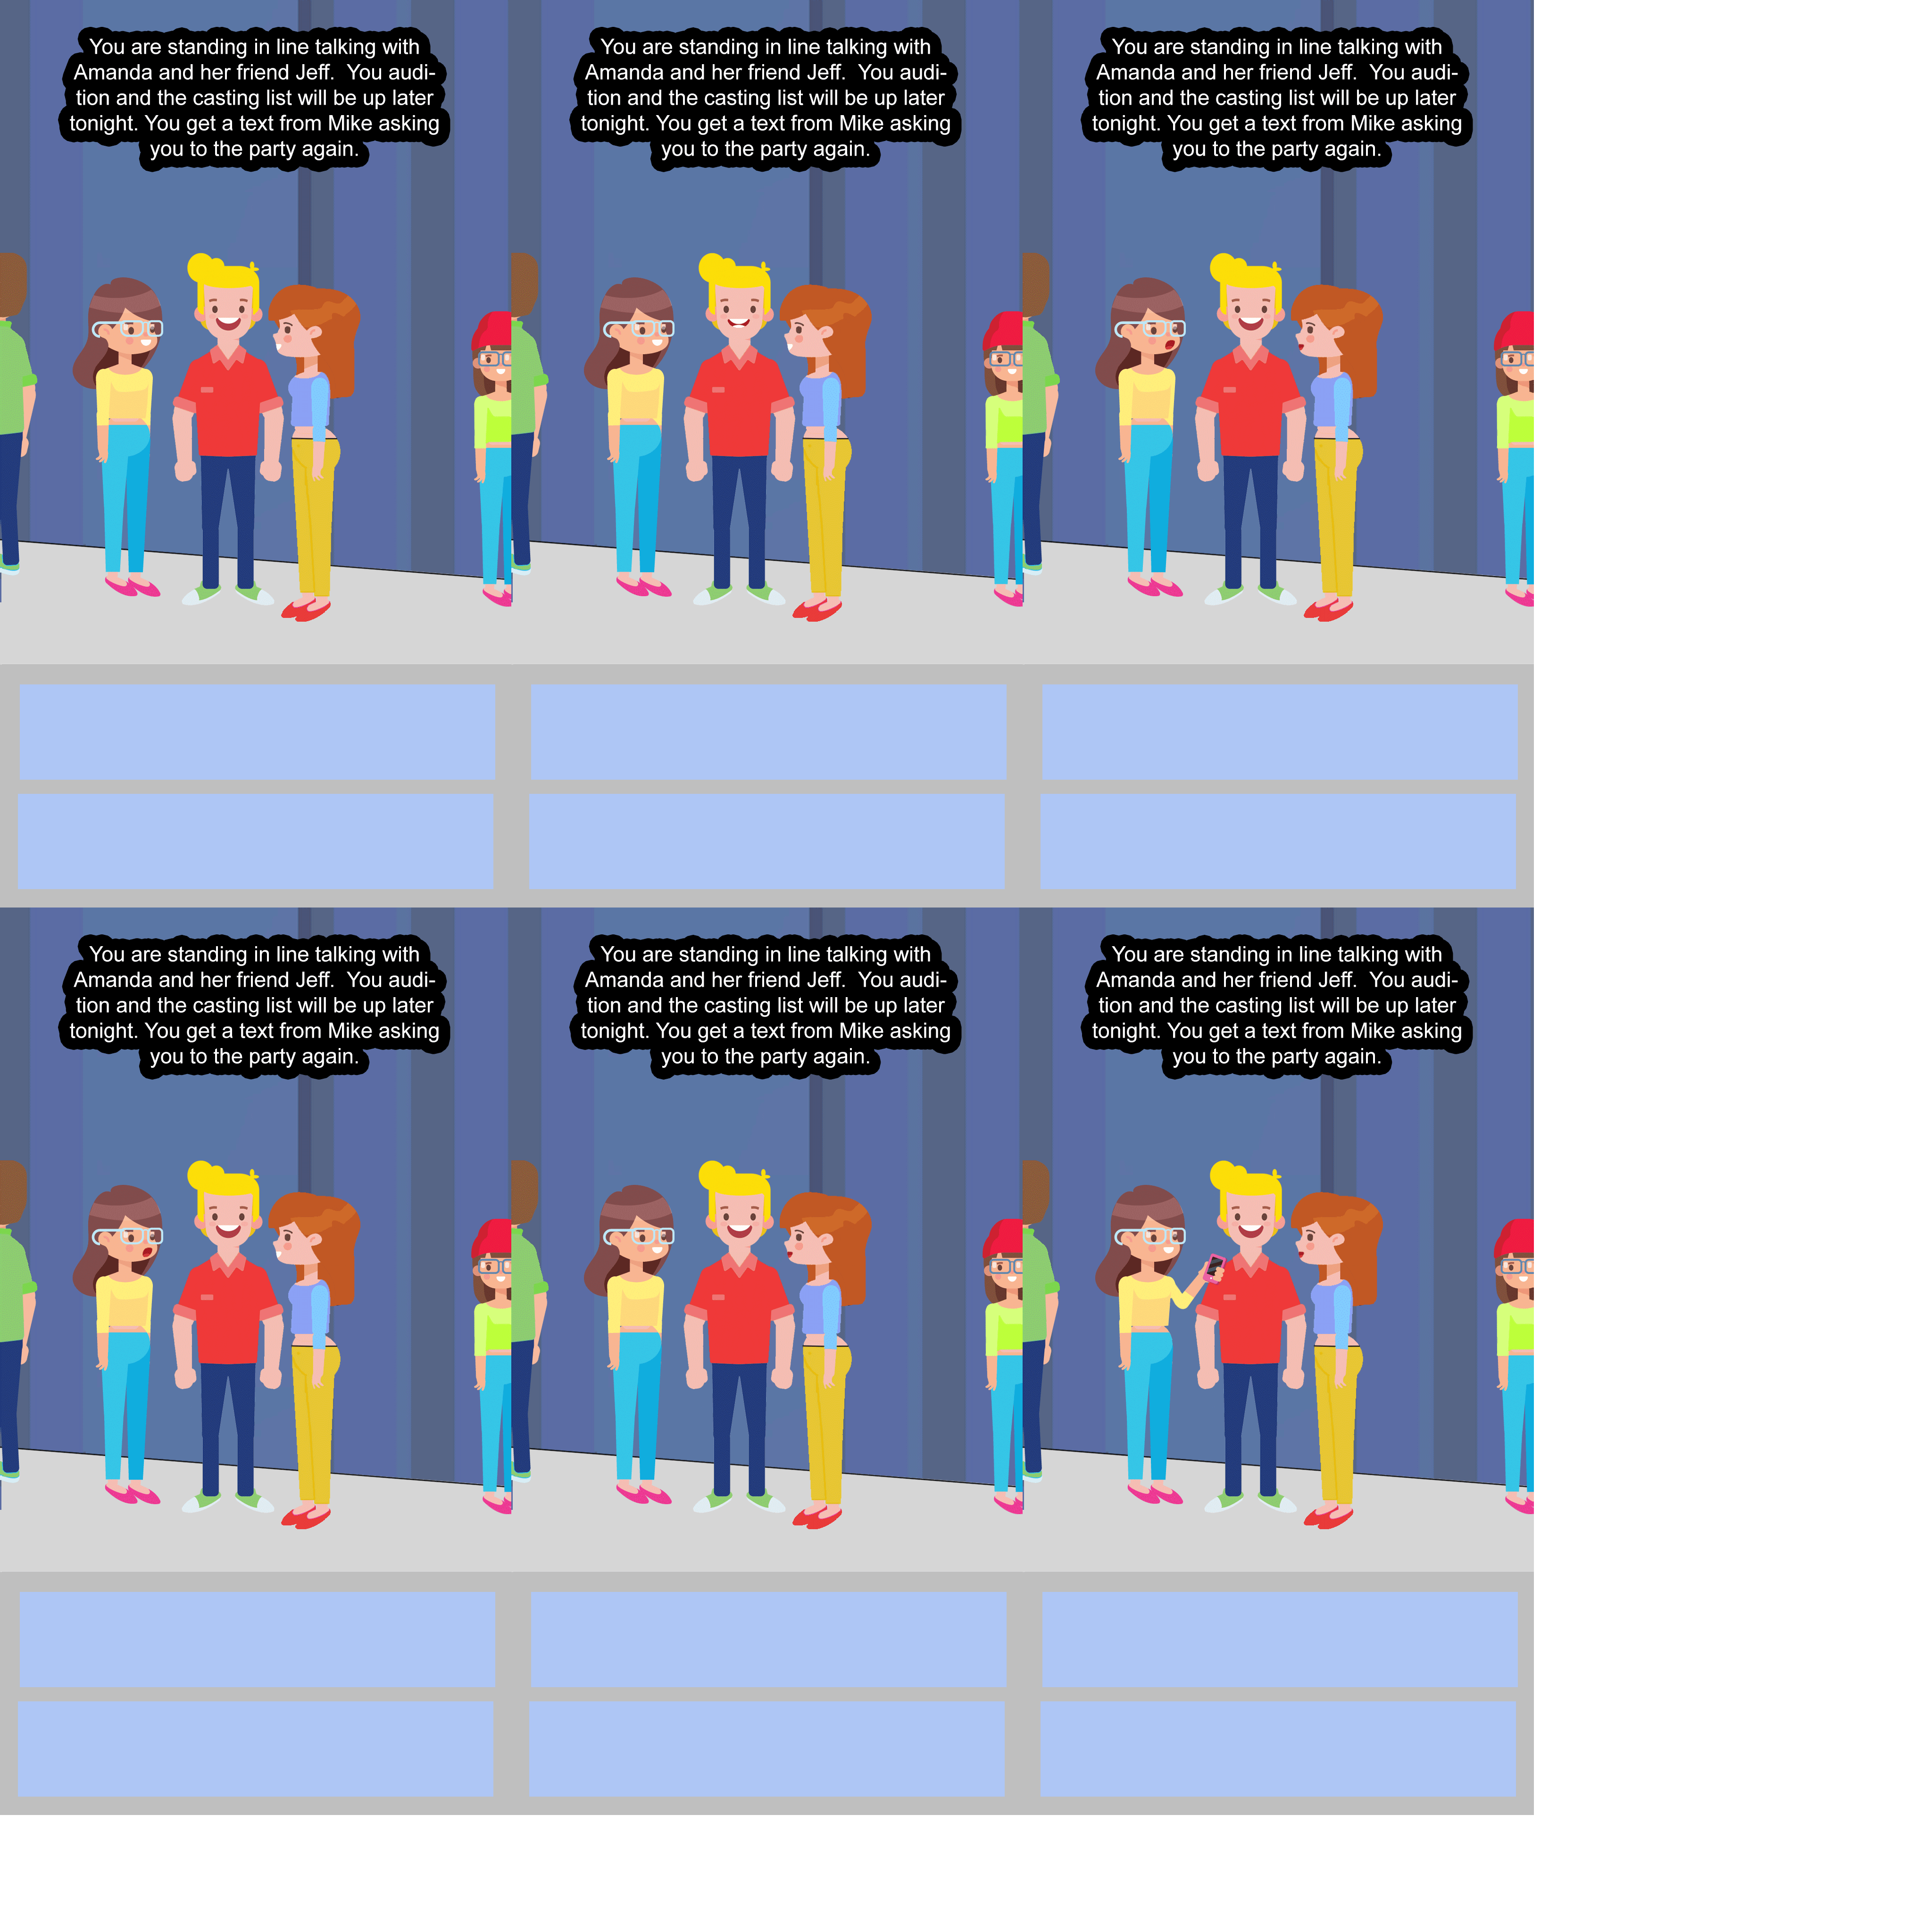 You are standing in line talking with
Amanda and her friend Jeff.  You audi-
tion and the casting list will be up later
tonight. You get a text from Mike asking
you to the party again.
You are standing in line talking with
Amanda and her friend Jeff.  You audi-
tion and the casting list will be up later
tonight. You get a text from Mike asking
you to the party again.
You are standing in line talking with
Amanda and her friend Jeff.  You audi-
tion and the casting list will be up later
tonight. You get a text from Mike asking
you to the party again.
You are standing in line talking with
Amanda and her friend Jeff.  You audi-
tion and the casting list will be up later
tonight. You get a text from Mike asking
you to the party again.
You are standing in line talking with
Amanda and her friend Jeff.  You audi-
tion and the casting list will be up later
tonight. You get a text from Mike asking
you to the party again.
You are standing in line talking with
Amanda and her friend Jeff.  You audi-
tion and the casting list will be up later
tonight. You get a text from Mike asking
you to the party again.